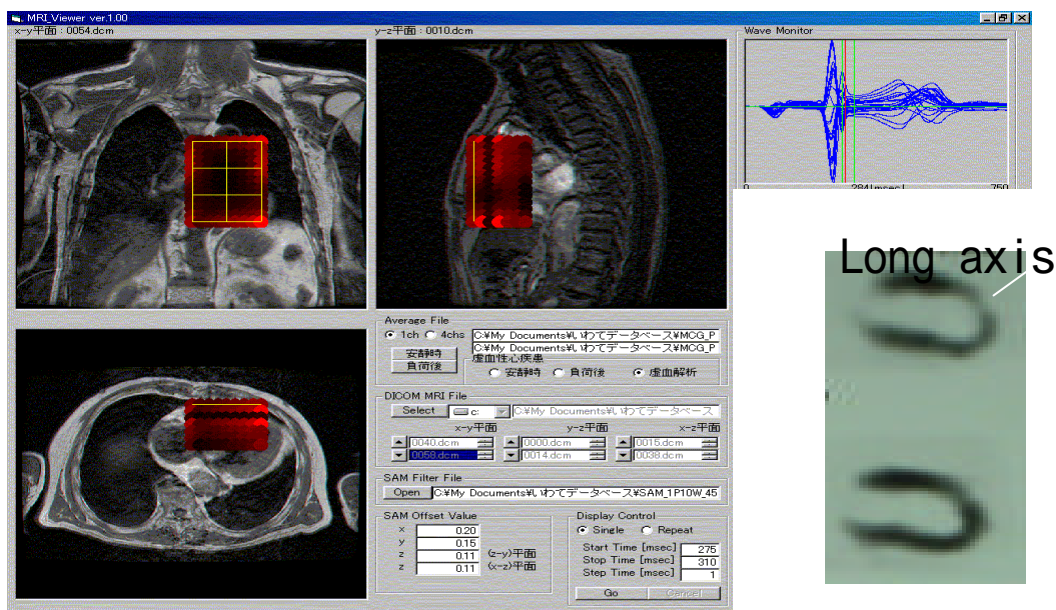 MRI_Viewer ver.1.00
x-y平面 : 0054.dcm
y-z平面 : 0010.dcm
Wave Monitor
0 284[msec] 750
Long axis
Average File
1ch 4chs
C:¥My Documents¥いわてデータベース¥MCG_P
C:¥My Documents¥いわてデータベース¥MCG_P
安静時
負荷後
虚血性心疾患
安静時 負荷後 虚血解析
DICOM MRI File
Select c: C:¥My Documents¥いわてデータベース
x-y平面 y-z平面 x-z平面
0040.dcm 0000.dcm 0015.dcm
0058.dcm 0014.dcm 0038.dcm
SAM Filter File
Open C:¥My Documents¥いわてデータベース¥SAM_1P10W_45
SAM Offset Value
x 0.20
y 0.15
z 0.11 (z-y)平面
z 0.11 (x-z)平面
Display Control
Single Repeat
Start Time [msec] 275
Stop Time [msec] 310
Step Time [msec] 1
Go Cancel